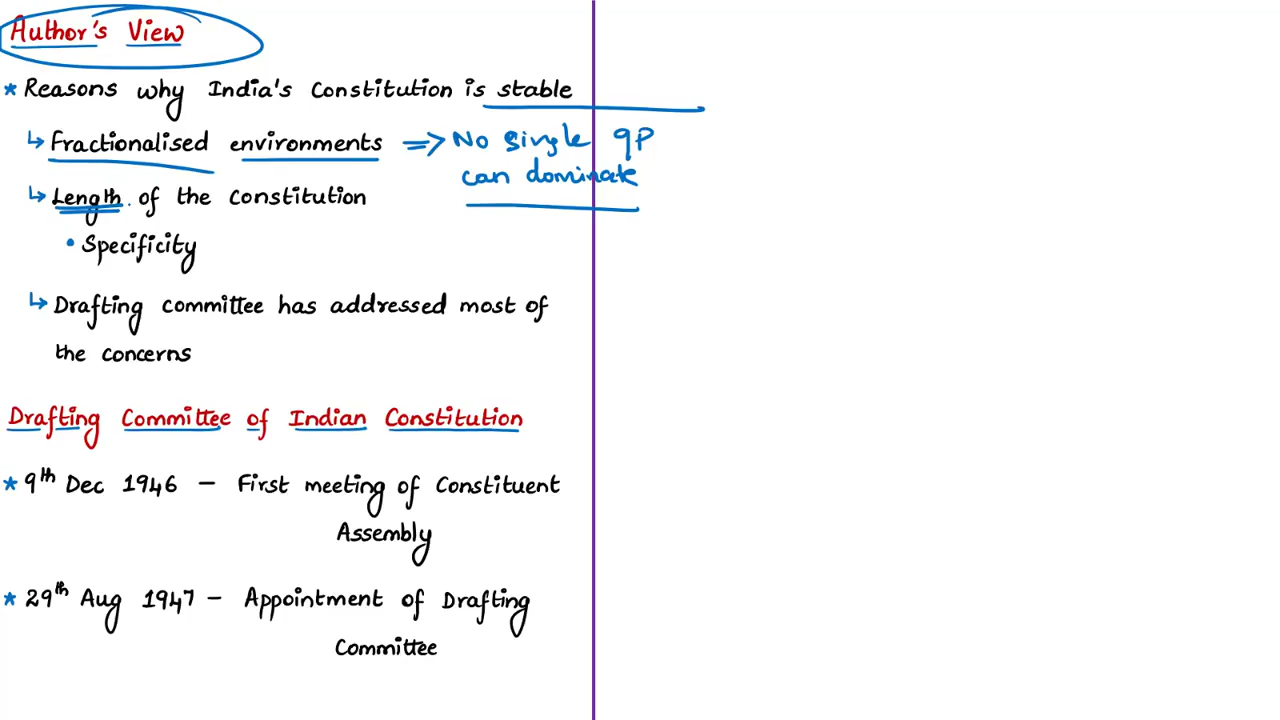 Author's View
* Reasons why India's Constitution is stable
↳ Fractionalised environments => No single gp
can dominate
↳ Length of the Constitution
• Specificity
↳ Drafting committee has addressed most of
the concerns
Drafting Committee of Indian Constitution
* 9th Dec 1946 – First meeting of Constituent
Assembly
* 29th Aug 1947 – Appointment of Drafting
Committee